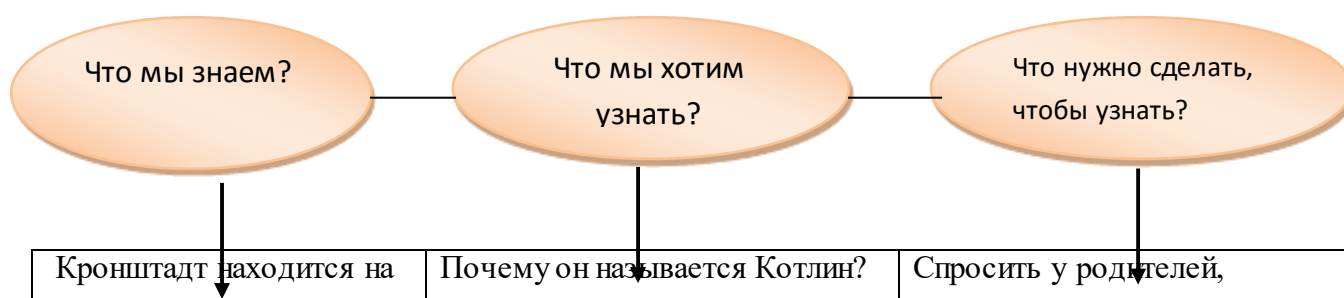 Что мы знаем?
Что мы хотим
узнать?
Что нужно сделать,
чтобы узнать?
Кронштадт находится на
Почему он называется Котлин?
Спросить у родителей,